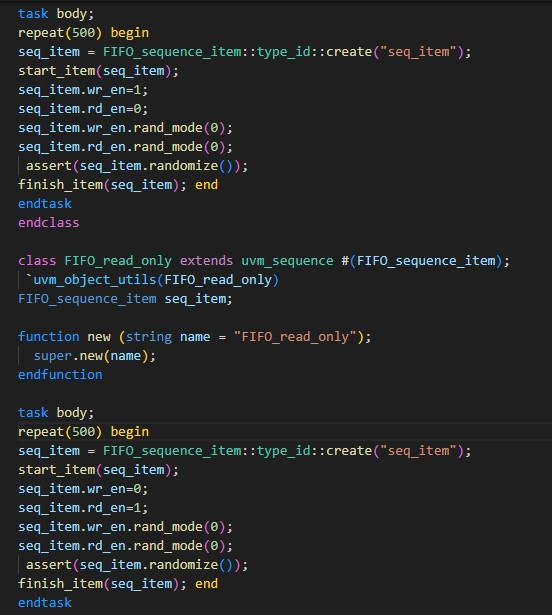 task body;
repeat(500) begin
seq_item = FIFO_sequence_item::type_id::create("seq_item");
start_item(seq_item);
seq_item.wr_en=1;
seq_item.rd_en=0;
seq_item.wr_en.rand_mode(0);
seq_item.rd_en.rand_mode(0);
assert(seq_item.randomize());
finish_item(seq_item); end
endtask
endclass

class FIFO_read_only extends uvm_sequence #(FIFO_sequence_item);
`uvm_object_utils(FIFO_read_only)
FIFO_sequence_item seq_item;

function new (string name = "FIFO_read_only");
super.new(name);
endfunction

task body;
repeat(500) begin
seq_item = FIFO_sequence_item::type_id::create("seq_item");
start_item(seq_item);
seq_item.wr_en=0;
seq_item.rd_en=1;
seq_item.wr_en.rand_mode(0);
seq_item.rd_en.rand_mode(0);
assert(seq_item.randomize());
finish_item(seq_item); end
endtask